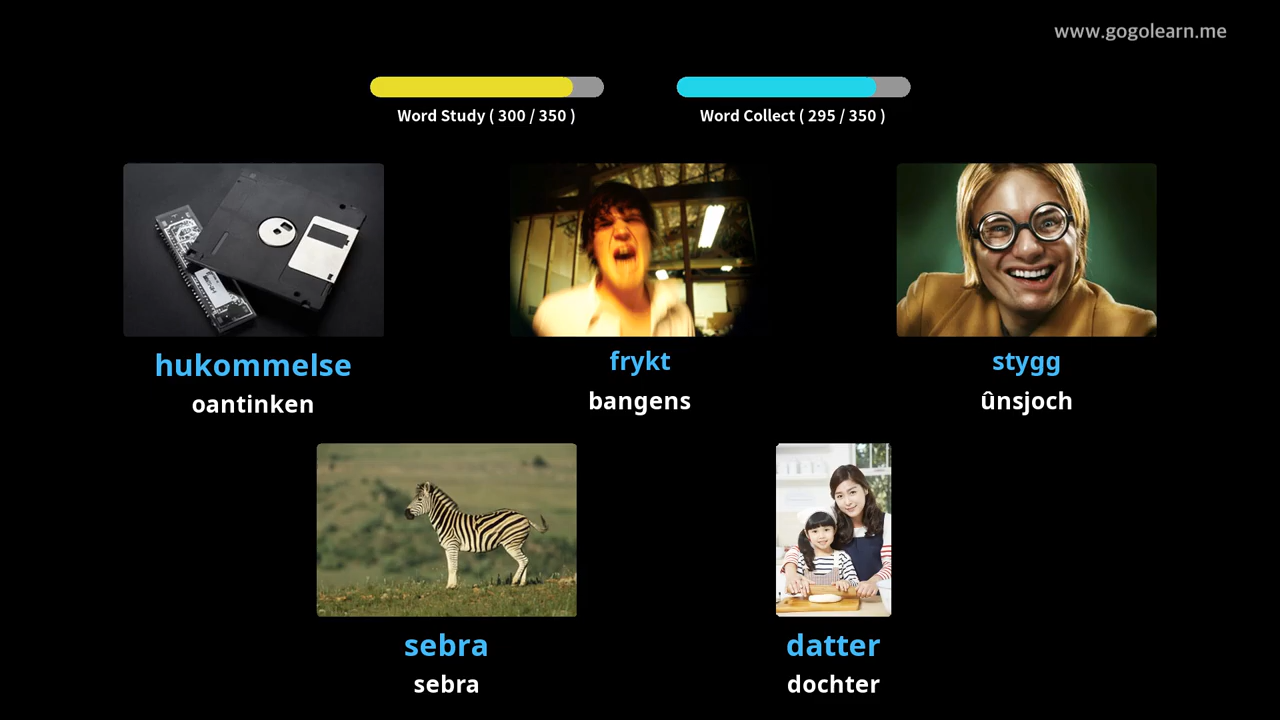 www.gogolearn.me
Word Study ( 300 / 350 )
Word Collect ( 295 / 350 )
hukommelse
oantinken
frykt
bangens
stygg
ûnsjoch
sebra
sebra
datter
dochter